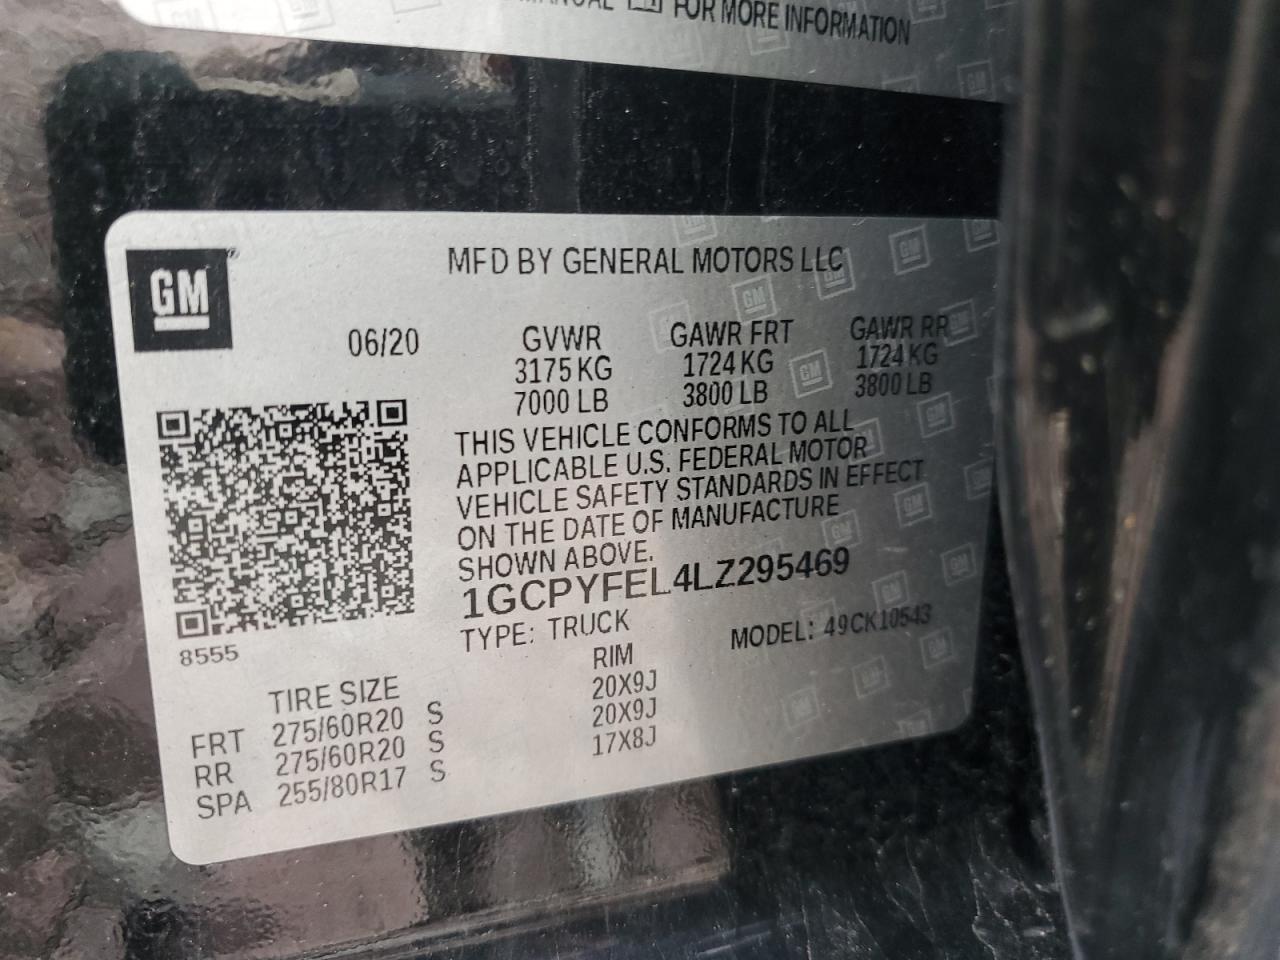 FOR MORE INFORMATION
GM
MFD BY GENERAL MOTORS LLC
06/20
GVWR GAWR FRT GAWR RR
3175 KG 1724 KG 1724 KG
7000 LB 3800 LB 3800 LB
THIS VEHICLE CONFORMS TO ALL
APPLICABLE U.S. FEDERAL MOTOR
VEHICLE SAFETY STANDARDS IN EFFECT
ON THE DATE OF MANUFACTURE
SHOWN ABOVE.
1GCPYFEL4LZ295469
TYPE: TRUCK MODEL: 49CK10543
8555
TIRE SIZE RIM
FRT 275/60R20 S 20X9J
RR 275/60R20 S 20X9J
SPA 255/80R17 S 17X8J